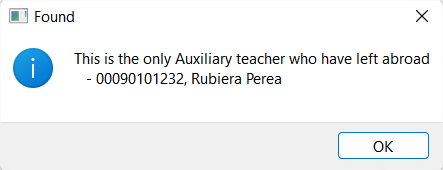 Found
This is the only Auxiliary teacher who have left abroad
- 00090101232, Rubiera Perea
OK